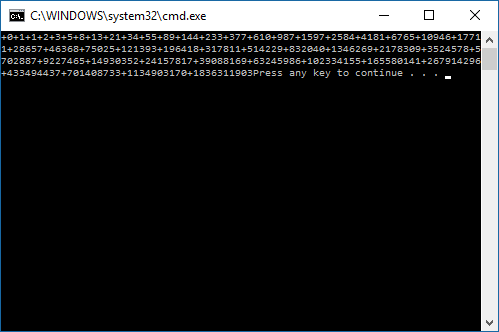 C:\WINDOWS\system32\cmd.exe
+0+1+1+2+3+5+8+13+21+34+55+89+144+233+377+610+987+1597+2584+4181+6765+10946+1771
1+28657+46368+75025+121393+196418+317811+514229+832040+1346269+2178309+3524578+5
702887+9227465+14930352+24157817+39088169+63245986+102334155+165580141+267914296
+433494437+701408733+1134903170+1836311903Press any key to continue . . .